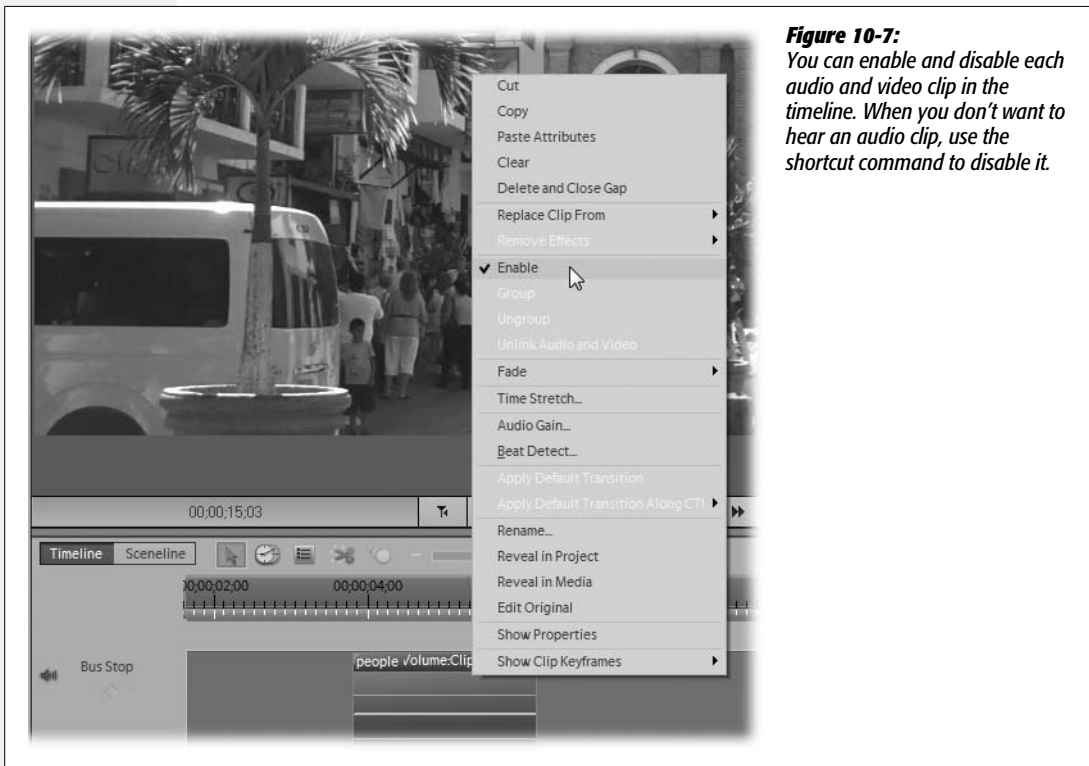 Figure 10-7:
You can enable and disable each
audio and video clip in the
timeline. When you don't want to
hear an audio clip, use the
shortcut command to disable it.
Cut
Copy
Paste Attributes
Clear
Delete and Close Gap
Replace Clip From
Remove Effects
Enable
Group
Ungroup
Unlink Audio and Video
Fade
Time Stretch...
Audio Gain...
Beat Detect...
Apply Default Transition
Apply Default Transition Along CTI
Rename...
Reveal in Project
Reveal in Media
Edit Original
Show Properties
Show Clip Keyframes
00;00;15;03
Timeline Sceneline
00;00;04;00
Bus Stop
people Volume:Clip